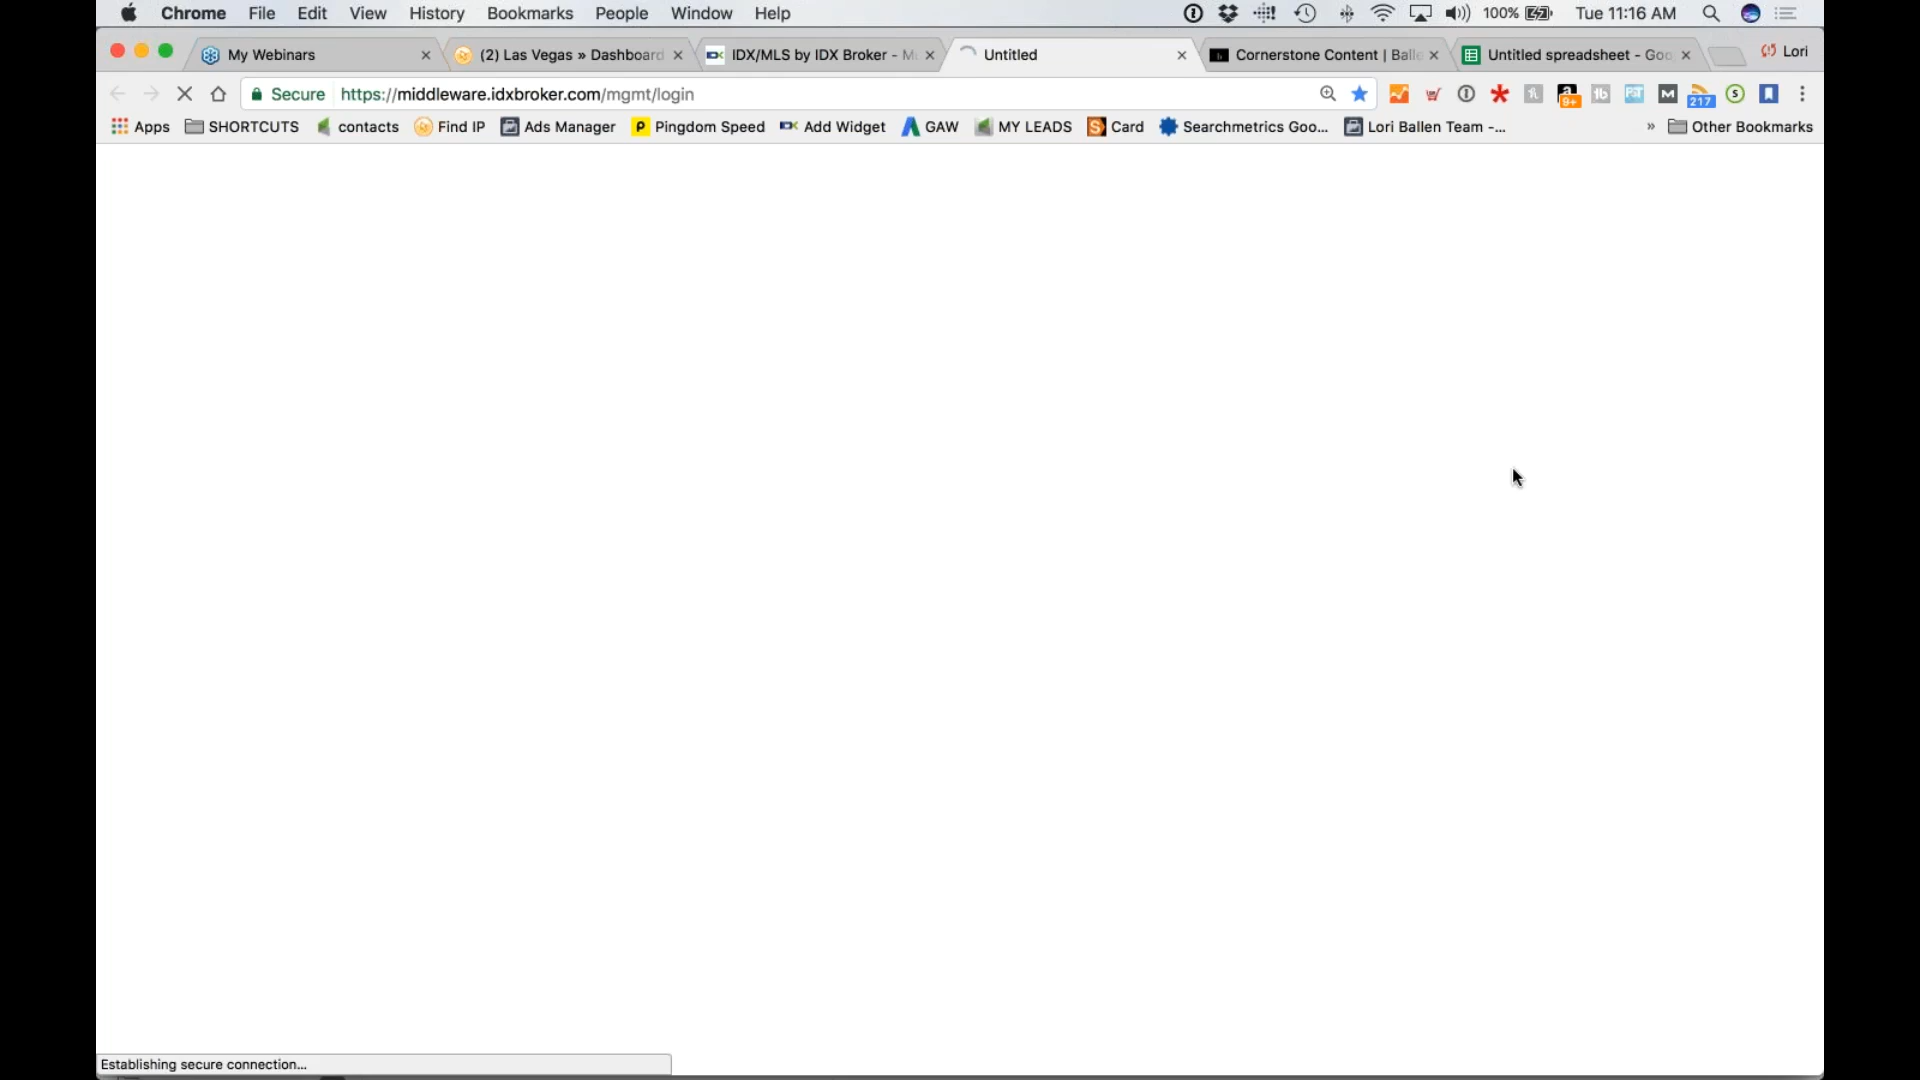 Chrome File Edit View History Bookmarks People Window Help 100% Tue 11:16 AM
My Webinars (2) Las Vegas » Dashboard IDX/MLS by IDX Broker - M Untitled Cornerstone Content | Balle Untitled spreadsheet - Goo Lori
Secure https://middleware.idxbroker.com/mgmt/login 9+ 217
Apps SHORTCUTS contacts Find IP Ads Manager Pingdom Speed Add Widget GAW MY LEADS Card Searchmetrics Goo... Lori Ballen Team -... » Other Bookmarks
Establishing secure connection...